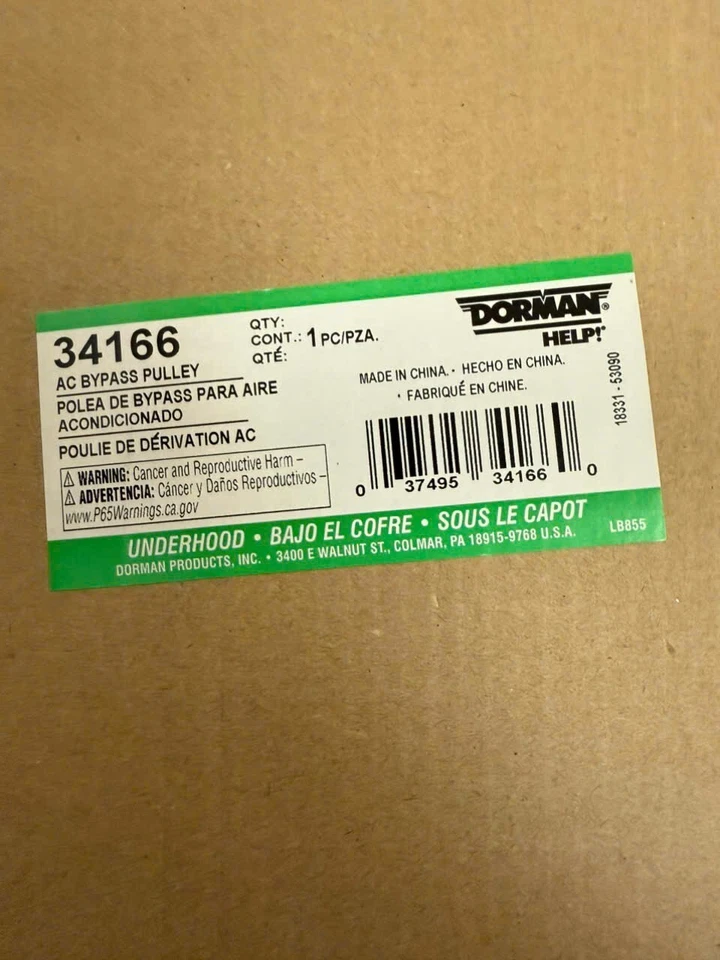 34166
AC BYPASS PULLEY
POLEA DE BYPASS PARA AIRE
ACONDICIONADO
POULIE DE DÉRIVATION AC
⚠ WARNING: Cancer and Reproductive Harm –
⚠ ADVERTENCIA: Cáncer y Daños Reproductivos –
www.P65Warnings.ca.gov
QTY:
CONT.: 1 PC/PZA.
QTÉ:
DORMAN®
HELP!®
MADE IN CHINA. • HECHO EN CHINA.
• FABRIQUÉ EN CHINE.
18331 - 53090
0 37495 34166 0
UNDERHOOD • BAJO EL COFRE • SOUS LE CAPOT
DORMAN PRODUCTS, INC. • 3400 E WALNUT ST., COLMAR, PA 18915-9768 U.S.A.
LB855